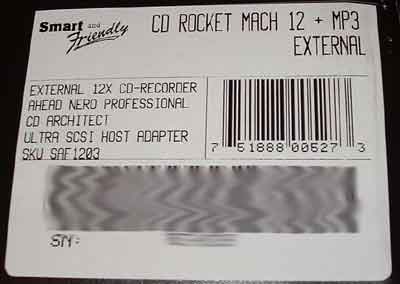 Smart and Friendly
CD ROCKET MACH 12 + MP3
EXTERNAL
EXTERNAL 12X CD-RECORDER
AHEAD NERO PROFESSIONAL
CD ARCHITECT
ULTRA SCSI HOST ADAPTER
SKU SAF1203
7 51888 00527 3
SN: